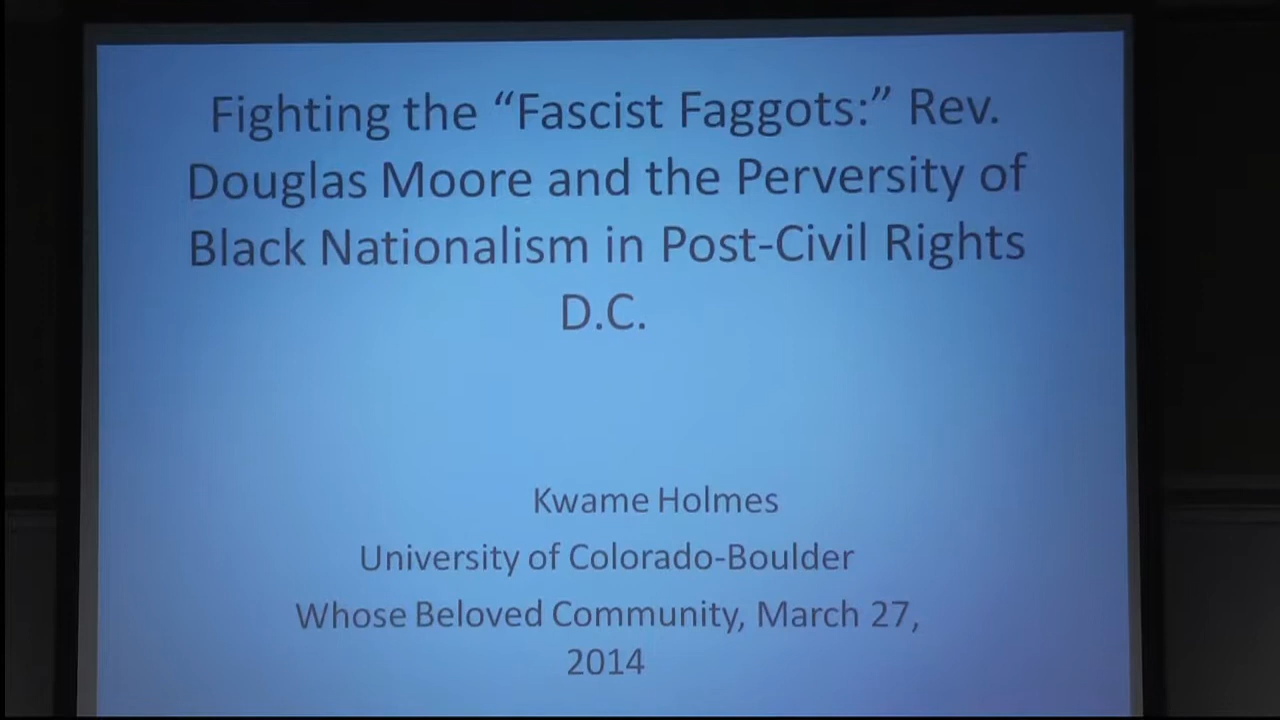 Fighting the “Fascist Faggots:” Rev.
Douglas Moore and the Perversity of
Black Nationalism in Post-Civil Rights
D.C.
Kwame Holmes
University of Colorado-Boulder
Whose Beloved Community, March 27,
2014